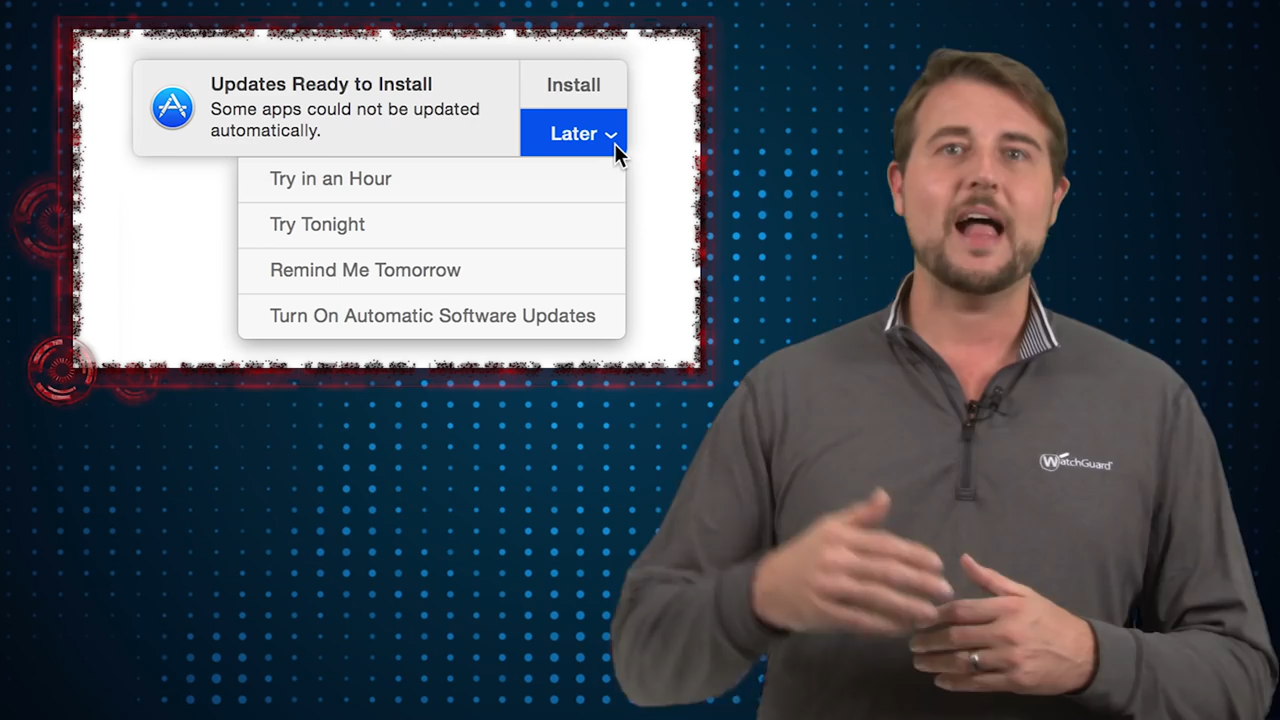 Updates Ready to Install
Some apps could not be updated
automatically.
Install
Later
Try in an Hour
Try Tonight
Remind Me Tomorrow
Turn On Automatic Software Updates
WatchGuard